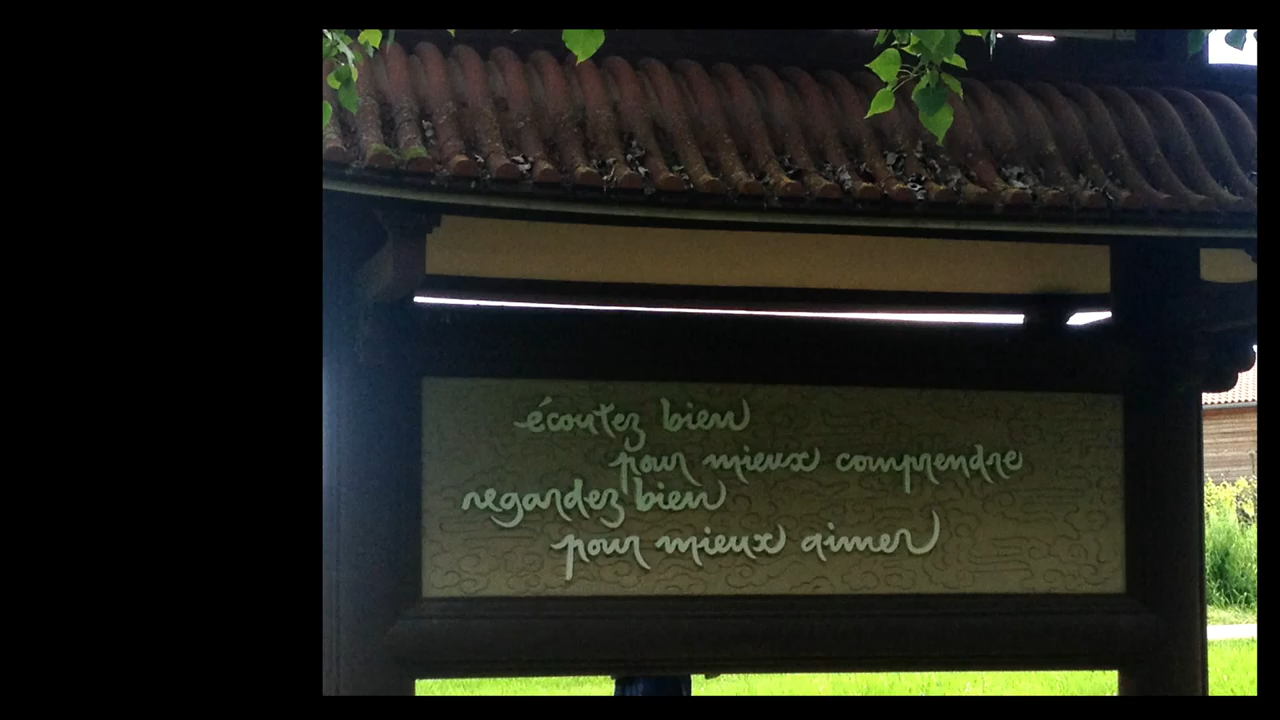 écoutez bien
pour mieux comprendre
regardez bien
pour mieux aimer